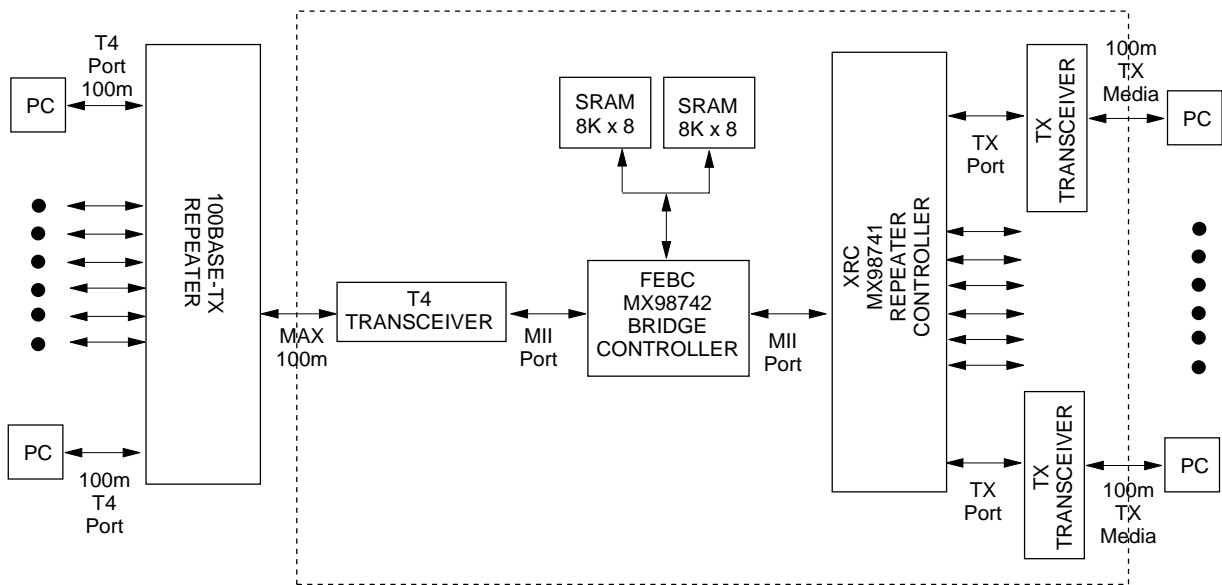 T4
Port
100m
PC
100BASE-TX
REPEATER
PC
100m
T4
Port
MAX
100m
T4
TRANSCEIVER
MII
Port
SRAM
8K x 8
SRAM
8K x 8
FEBC
MX98742
BRIDGE
CONTROLLER
MII
Port
XRC
MX98741
REPEATER
CONTROLLER
TX
Port
TX
TRANSCEIVER
100m
TX
Media
PC
TX
Port
TX
TRANSCEIVER
100m
TX
Media
PC